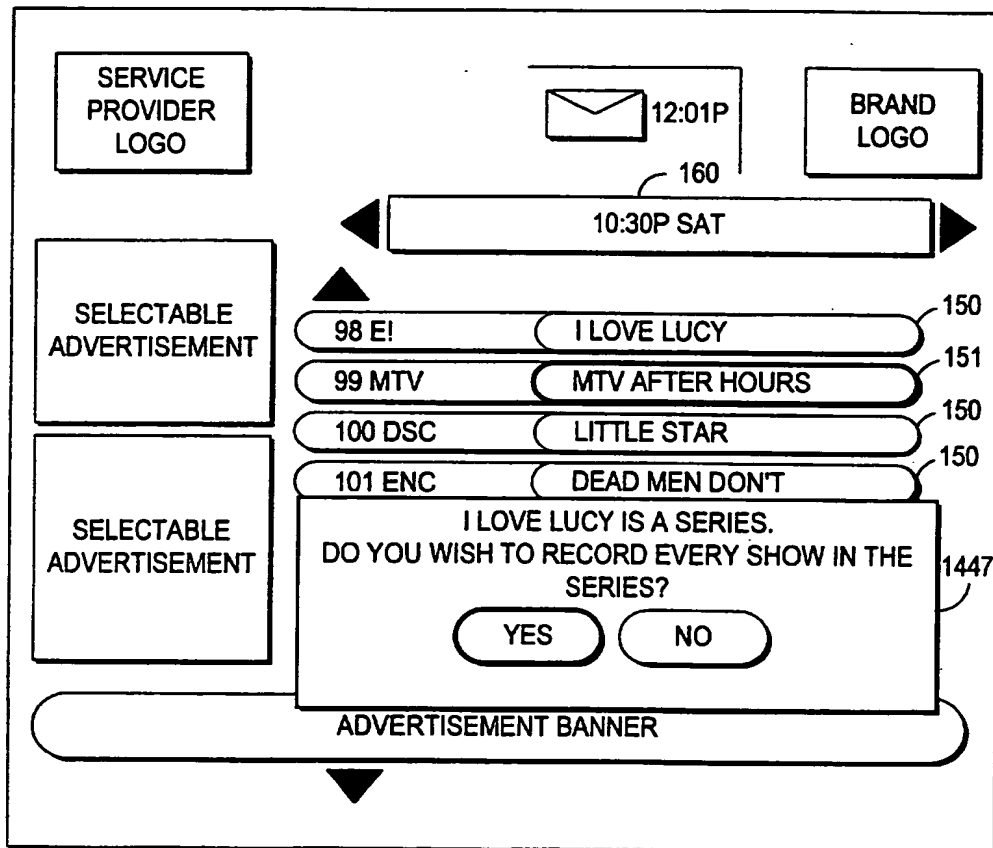 SERVICE
PROVIDER
LOGO
12:01P
BRAND
LOGO
160
10:30P SAT
SELECTABLE
ADVERTISEMENT
98 E! I LOVE LUCY 150
99 MTV MTV AFTER HOURS 151
100 DSC LITTLE STAR 150
101 ENC DEAD MEN DON'T 150
SELECTABLE
ADVERTISEMENT
I LOVE LUCY IS A SERIES.
DO YOU WISH TO RECORD EVERY SHOW IN THE
SERIES?
1447
YES NO
ADVERTISEMENT BANNER